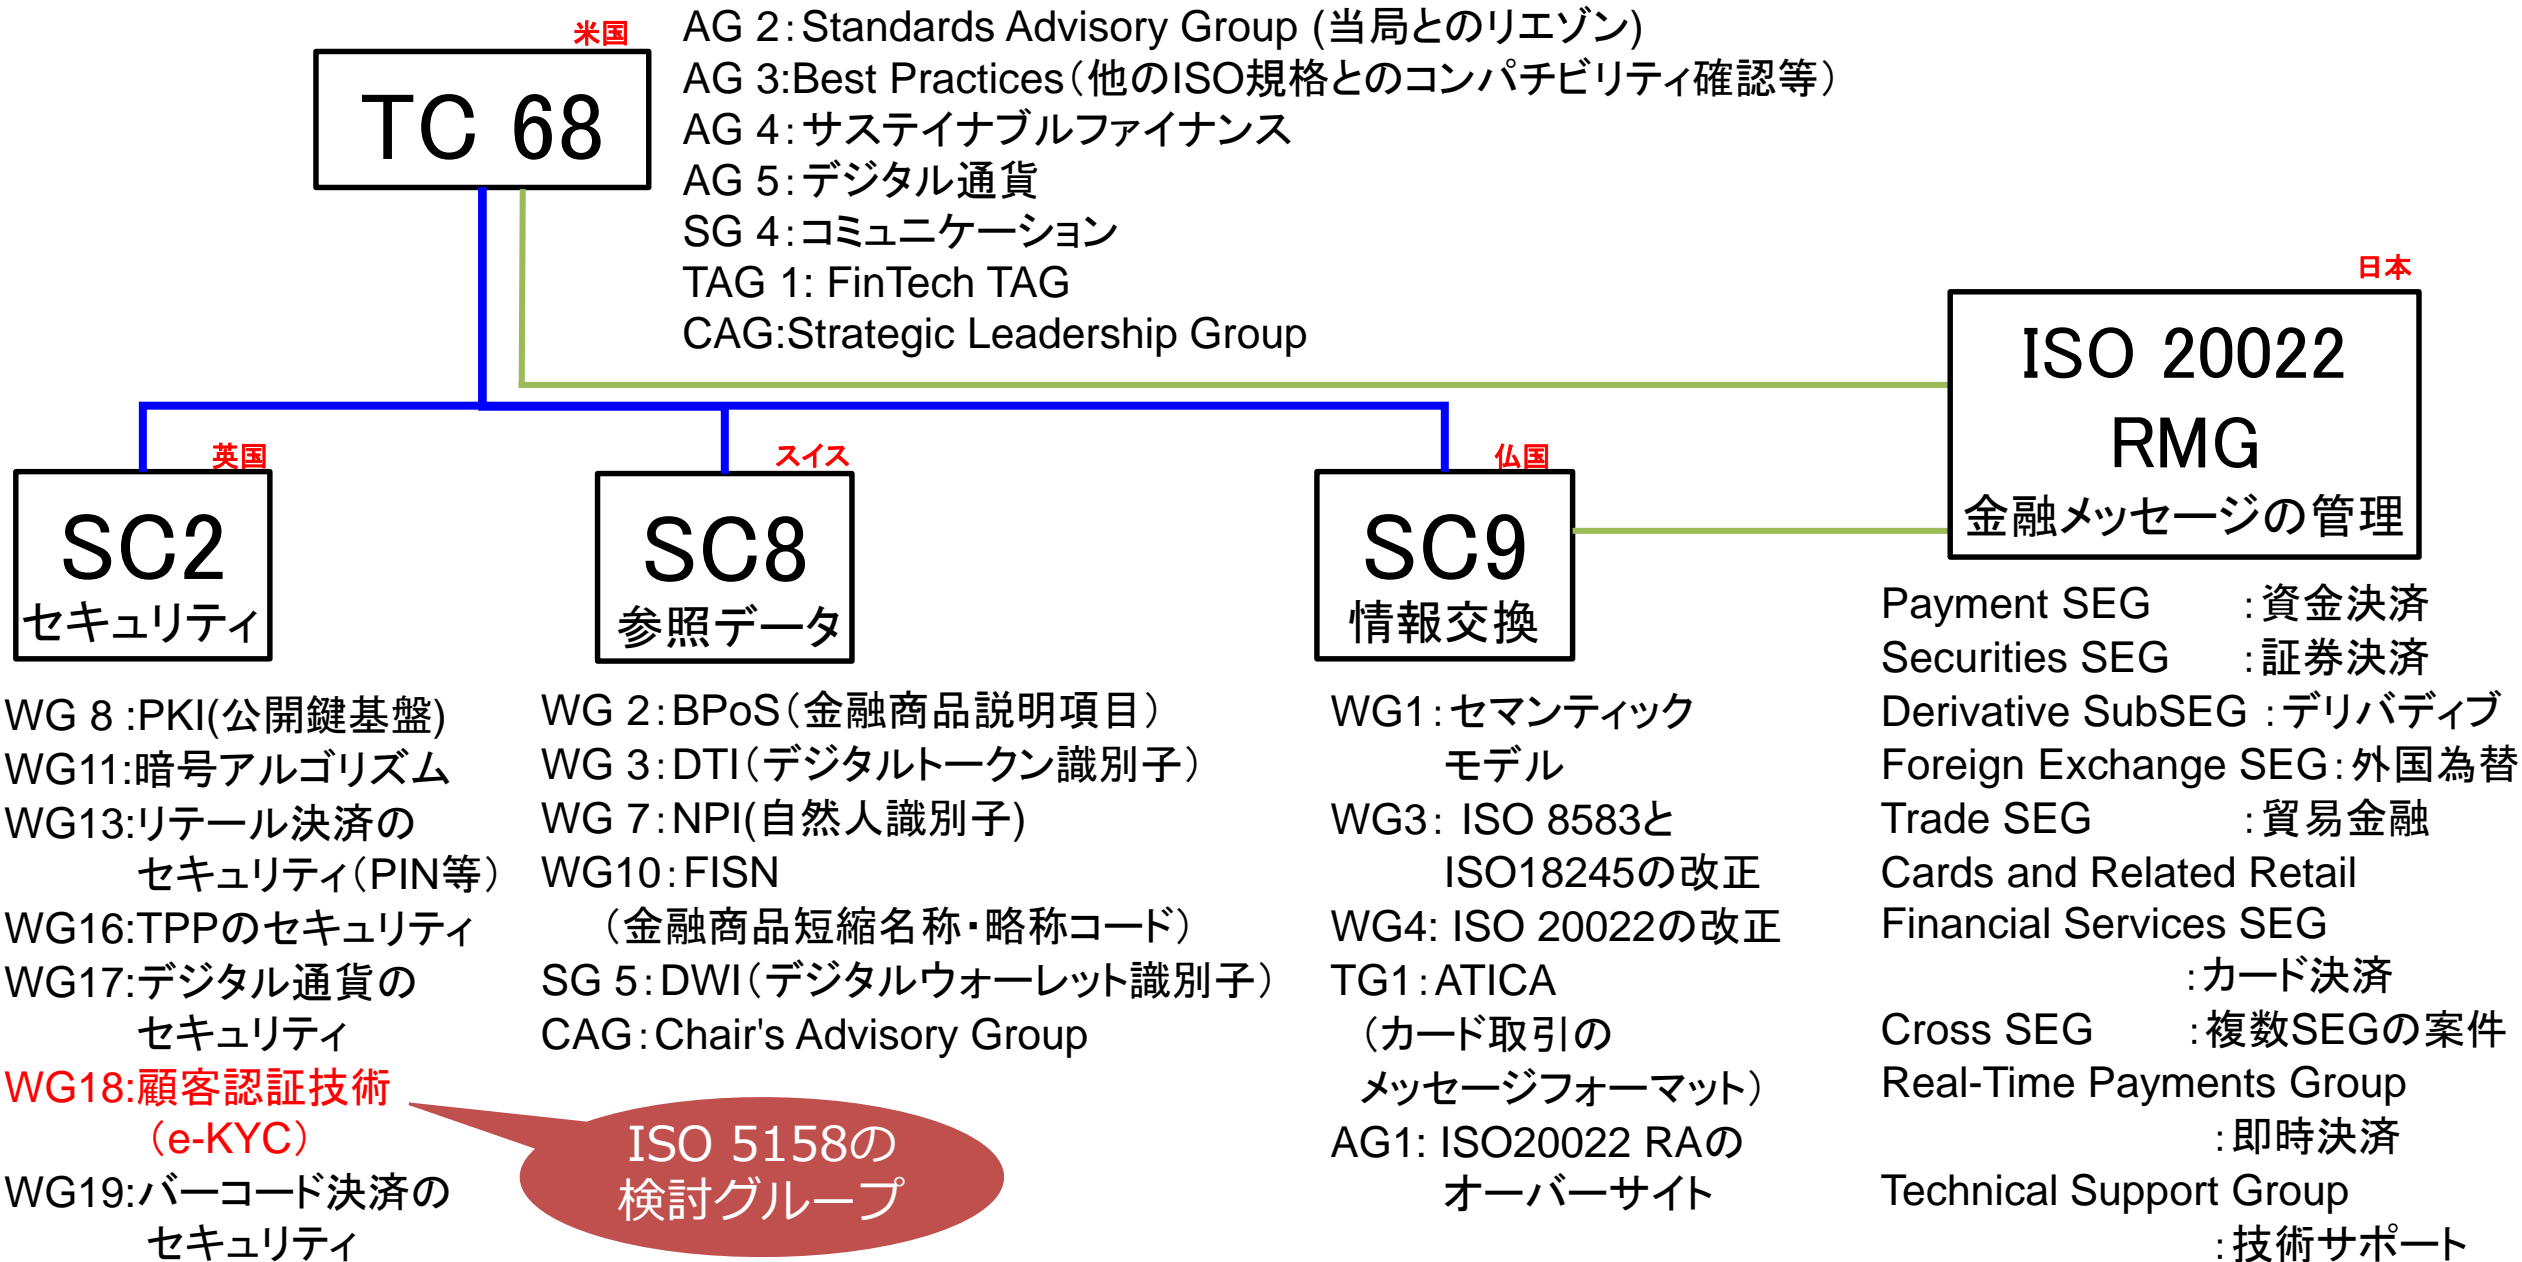 米国
TC 68
AG 2：Standards Advisory Group (当局とのリエゾン)
AG 3:Best Practices（他のISO規格とのコンパチビリティ確認等）
AG 4：サステイナブルファイナンス
AG 5：デジタル通貨
SG 4：コミュニケーション
TAG 1: FinTech TAG
CAG:Strategic Leadership Group
日本
ISO 20022
RMG
金融メッセージの管理
英国
SC2
セキュリティ
スイス
SC8
参照データ
仏国
SC9
情報交換
WG 8 :PKI(公開鍵基盤)
WG11:暗号アルゴリズム
WG13:リテール決済の
セキュリティ（PIN等）
WG16:TPPのセキュリティ
WG17:デジタル通貨の
セキュリティ
WG18:顧客認証技術
（e-KYC）
WG19:バーコード決済の
セキュリティ
ISO 5158の
検討グループ
WG 2：BPoS（金融商品説明項目）
WG 3：DTI（デジタルトークン識別子）
WG 7：NPI(自然人識別子)
WG10：FISN
（金融商品短縮名称・略称コード）
SG 5：DWI（デジタルウォーレット識別子）
CAG：Chair's Advisory Group
WG1：セマンティック
モデル
WG3： ISO 8583と
ISO18245の改正
WG4: ISO 20022の改正
TG1：ATICA
（カード取引の
メッセージフォーマット）
AG1: ISO20022 RAの
オーバーサイト
Payment SEG ：資金決済
Securities SEG ：証券決済
Derivative SubSEG ：デリバディブ
Foreign Exchange SEG：外国為替
Trade SEG ：貿易金融
Cards and Related Retail
Financial Services SEG
：カード決済
Cross SEG ：複数SEGの案件
Real-Time Payments Group
：即時決済
Technical Support Group
：技術サポート